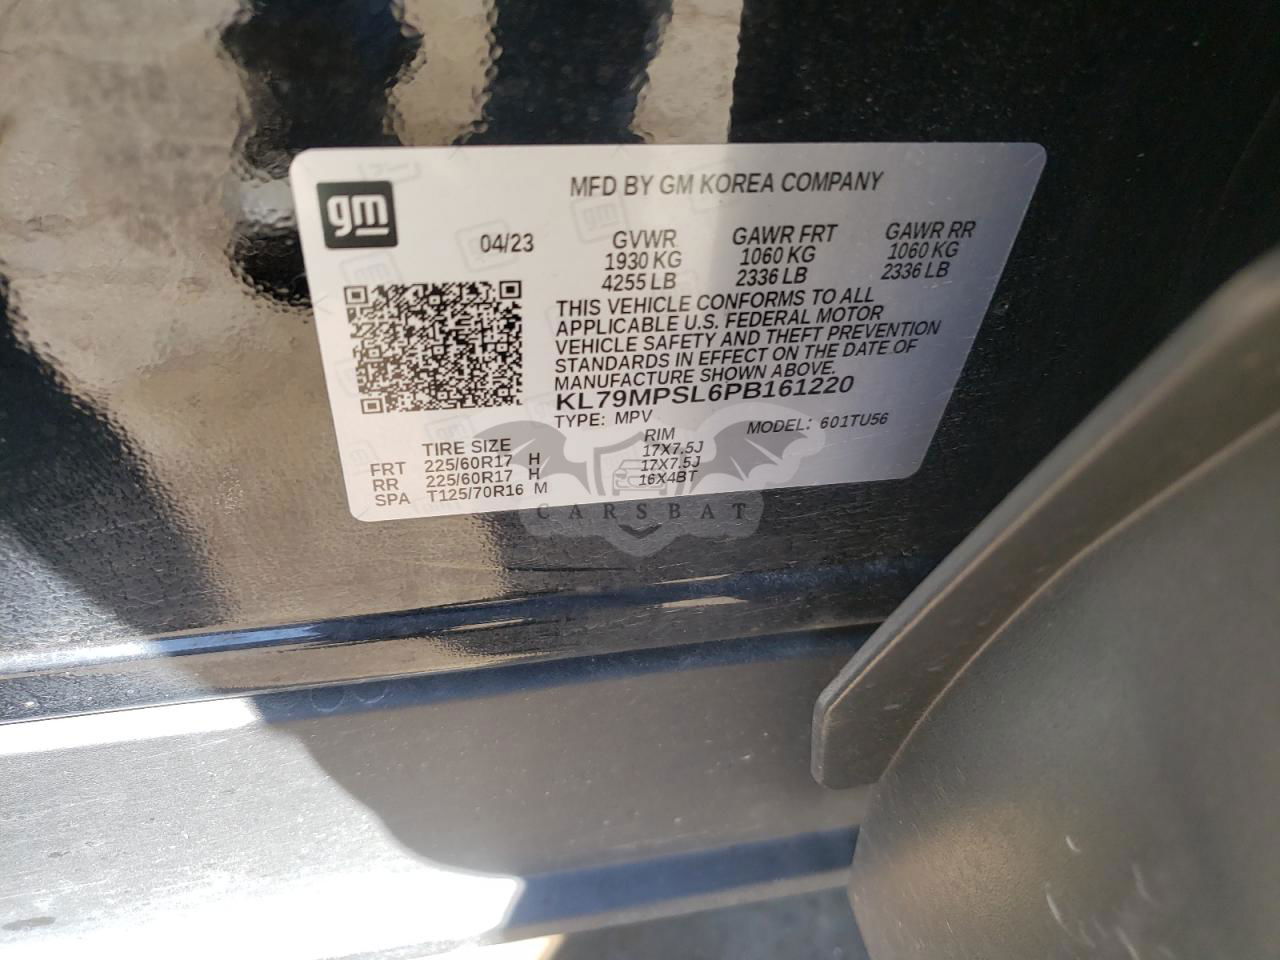 gm
MFD BY GM KOREA COMPANY
04/23
GVWR GAWR FRT GAWR RR
1930 KG 1060 KG 1060 KG
4255 LB 2336 LB 2336 LB
THIS VEHICLE CONFORMS TO ALL
APPLICABLE U.S. FEDERAL MOTOR
VEHICLE SAFETY AND THEFT PREVENTION
STANDARDS IN EFFECT ON THE DATE OF
MANUFACTURE SHOWN ABOVE.
KL79MPSL6PB161220
TYPE: MPV MODEL: 601TU56
TIRE SIZE RIM
FRT 225/60R17 H 17X7.5J
RR 225/60R17 H 17X7.5J
SPA T125/70R16 M 16X4BT
CARSBAT